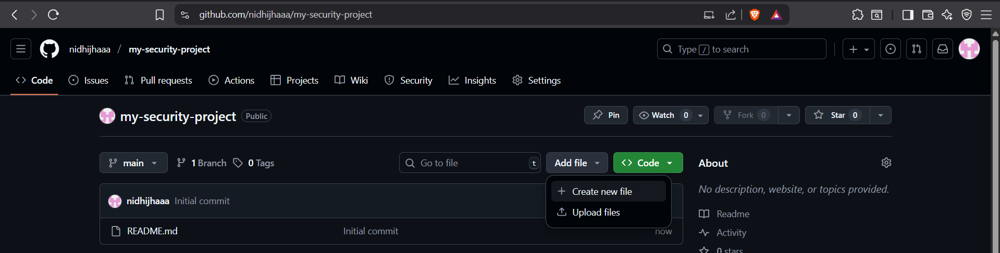 github.com/nidhijhaaa/my-security-project
nidhijhaaa / my-security-project
Type / to search
Code Issues Pull requests Actions Projects Wiki Security Insights Settings
my-security-project Public
Pin Watch 0 Fork 0 Star 0
main 1 Branch 0 Tags Go to file t Add file Code
About
Create new file
Upload files
No description, website, or topics provided.
nidhijhaaa Initial commit
README.md Initial commit now
Readme
Activity
0 stars